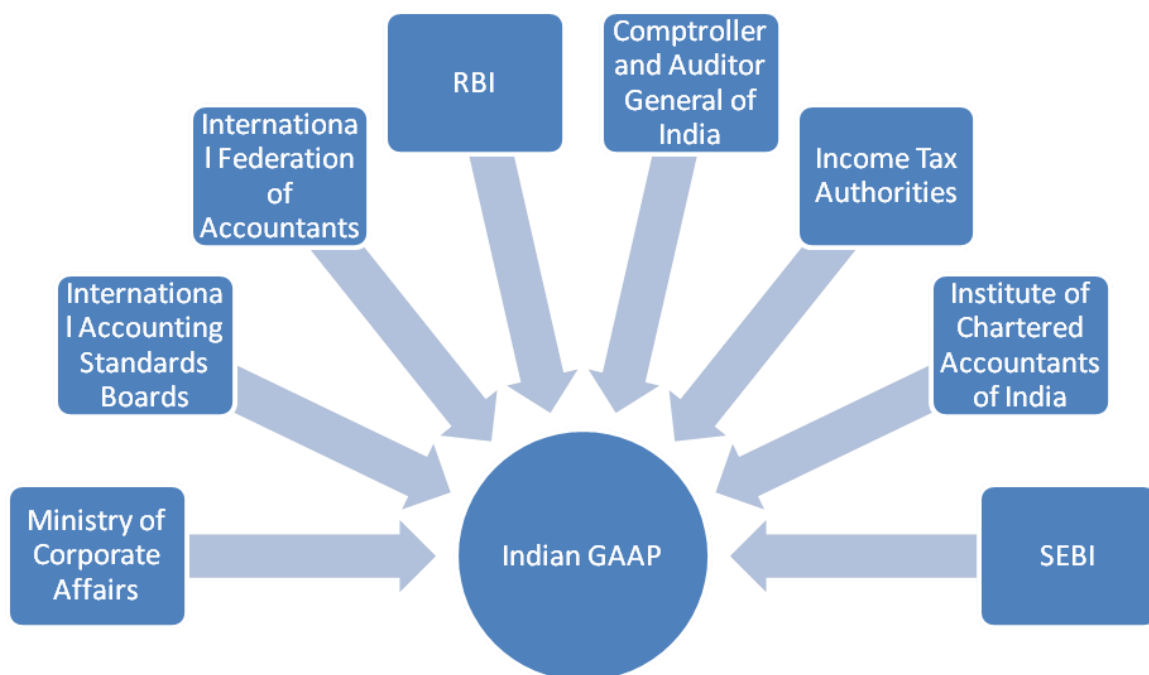 Ministry of
Corporate
Affairs
Internationa
l Accounting
Standards
Boards
Internationa
l Federation
of
Accountants
RBI
Comptroller
and Auditor
General of
India
Income Tax
Authorities
Institute of
Chartered
Accountants
of India
SEBI
Indian GAAP